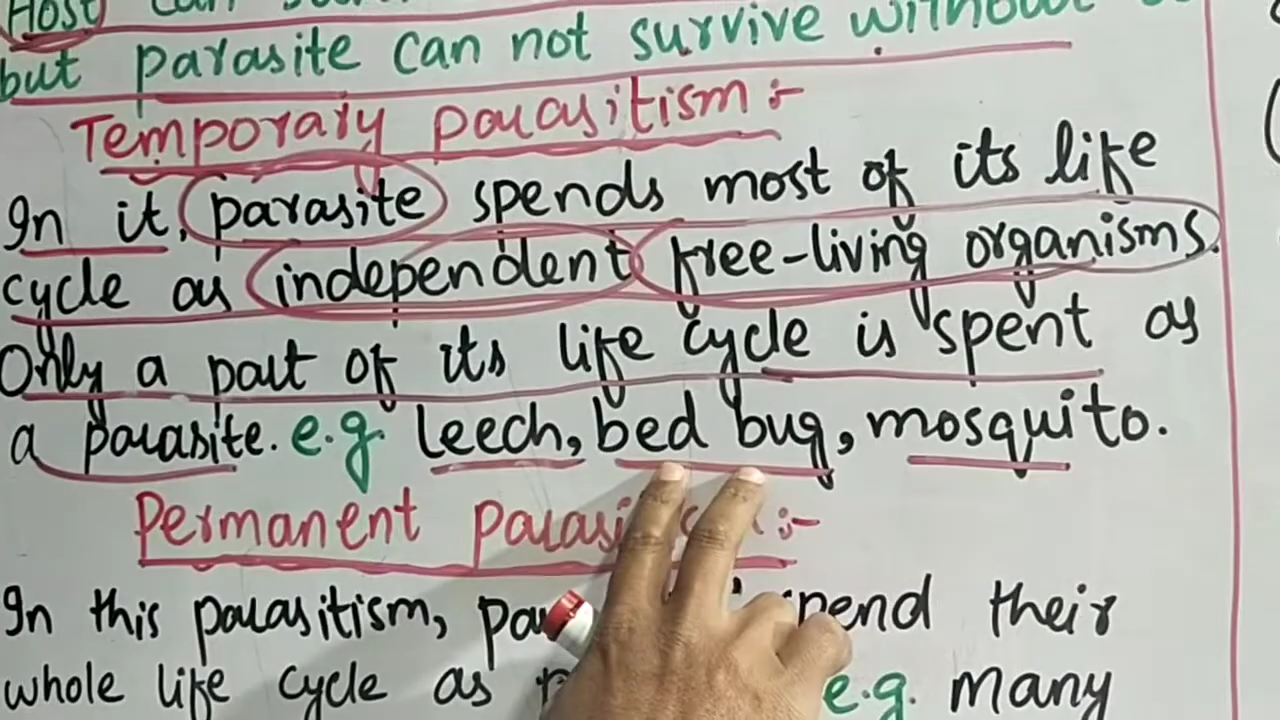 Host can
but parasite can not survive without
Temporary parasitism :-
In it, parasite spends most of its life
cycle as independent free-living organisms.
Only a part of its life cycle is spent as
a parasite. e.g. leech, bed bug, mosquito.
Permanent :-
In this parasitism, spend their
whole life cycle as e.g. many